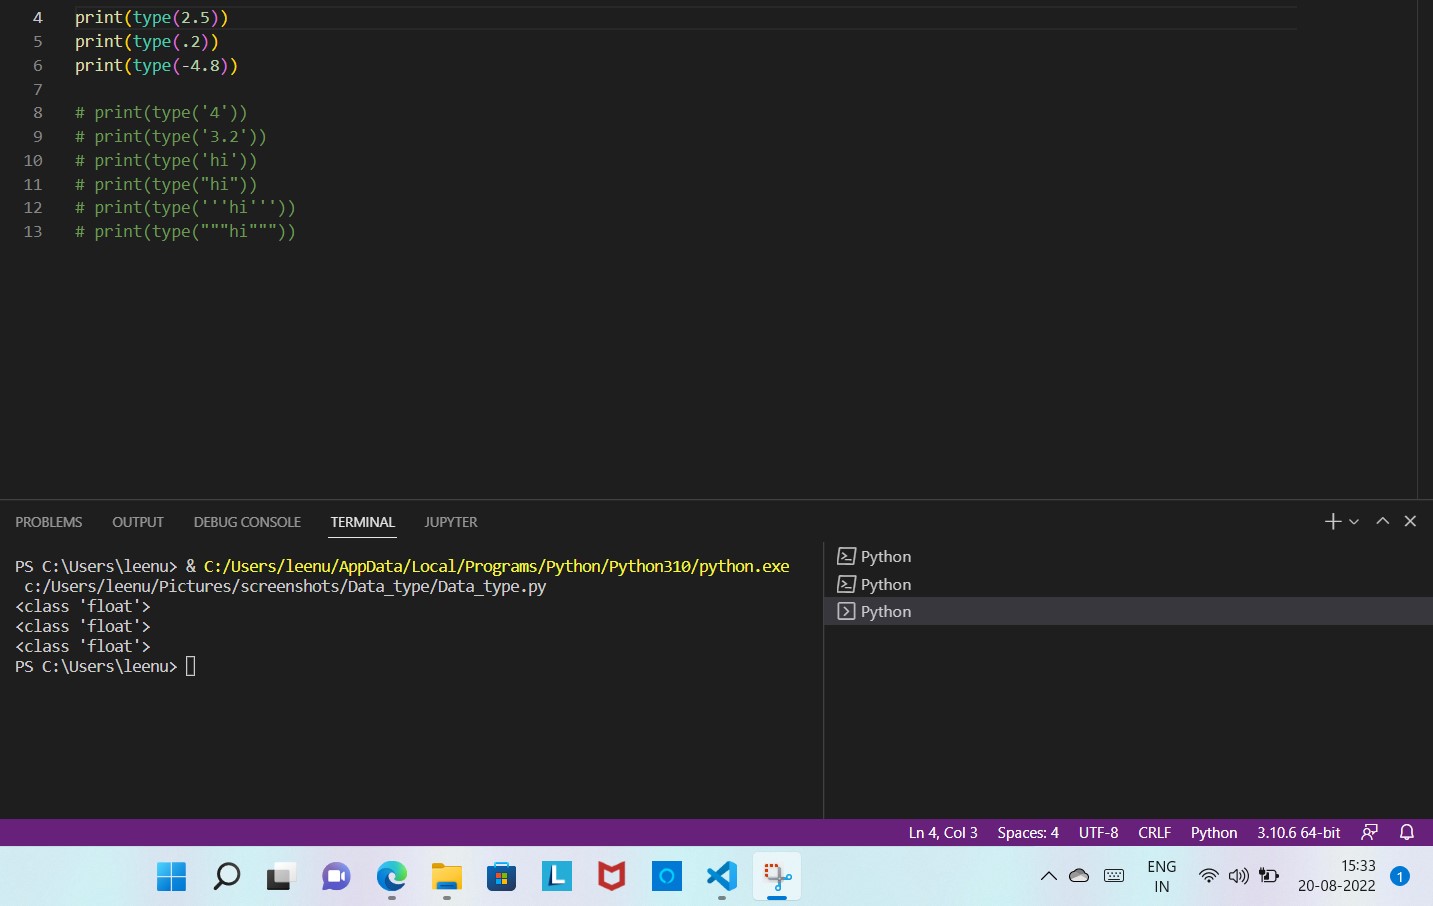 4 print(type(2.5))
5 print(type(.2))
6 print(type(-4.8))
7
8 # print(type('4'))
9 # print(type('3.2'))
10 # print(type('hi'))
11 # print(type("hi"))
12 # print(type('''hi'''))
13 # print(type("""hi"""))
PROBLEMS OUTPUT DEBUG CONSOLE TERMINAL JUPYTER
PS C:\Users\leenu> & C:/Users/leenu/AppData/Local/Programs/Python/Python310/python.exe
c:/Users/leenu/Pictures/screenshots/Data_type/Data_type.py
<class 'float'>
<class 'float'>
<class 'float'>
PS C:\Users\leenu>
Python
Python
Python
Ln 4, Col 3 Spaces: 4 UTF-8 CRLF Python 3.10.6 64-bit
L
ENG
IN
15:33
20-08-2022
1